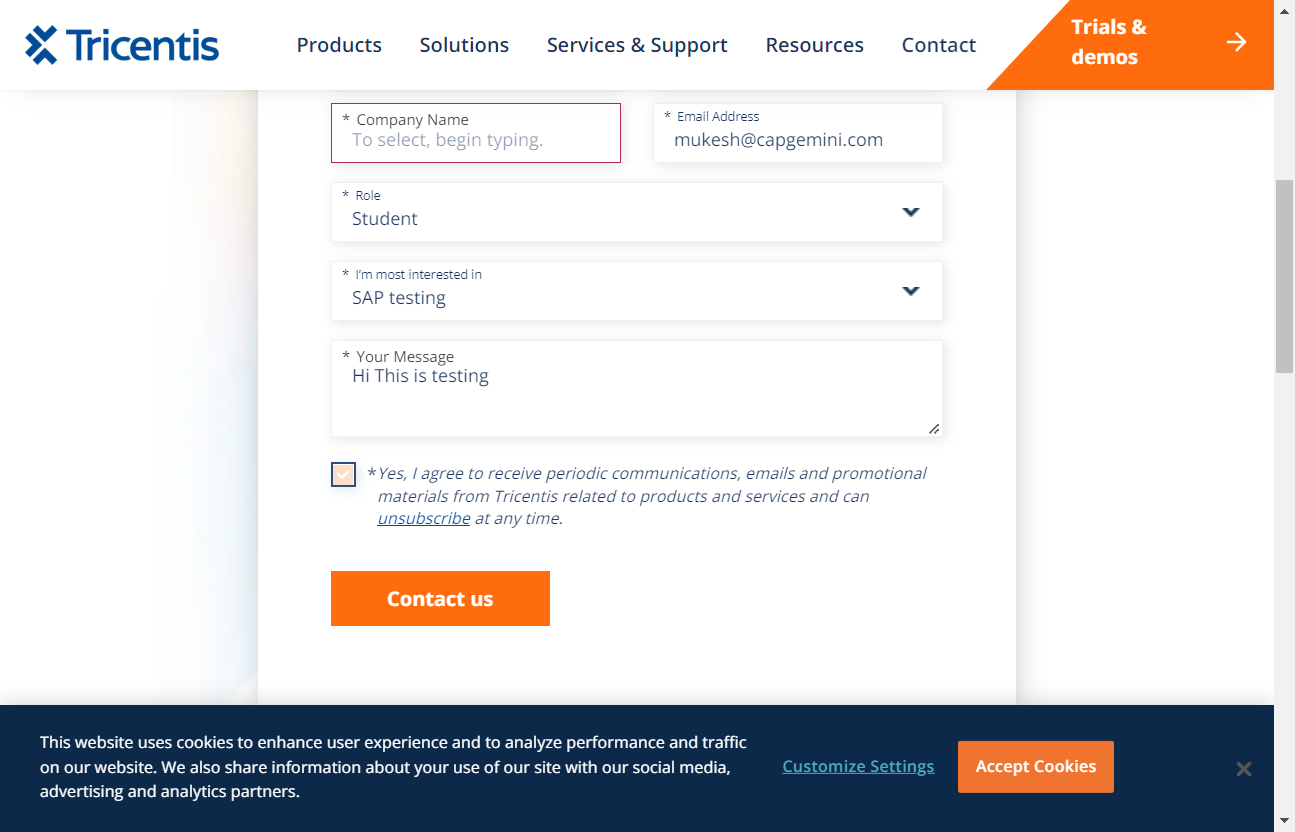 Tricentis
Products
Solutions
Services & Support
Resources
Contact
Trials &
demos
* Company Name
To select, begin typing.
* Email Address
mukesh@capgemini.com
* Role
Student
* I'm most interested in
SAP testing
* Your Message
Hi This is testing
*Yes, I agree to receive periodic communications, emails and promotional
materials from Tricentis related to products and services and can
unsubscribe at any time.
Contact us
This website uses cookies to enhance user experience and to analyze performance and traffic
on our website. We also share information about your use of our site with our social media,
advertising and analytics partners.
Customize Settings
Accept Cookies